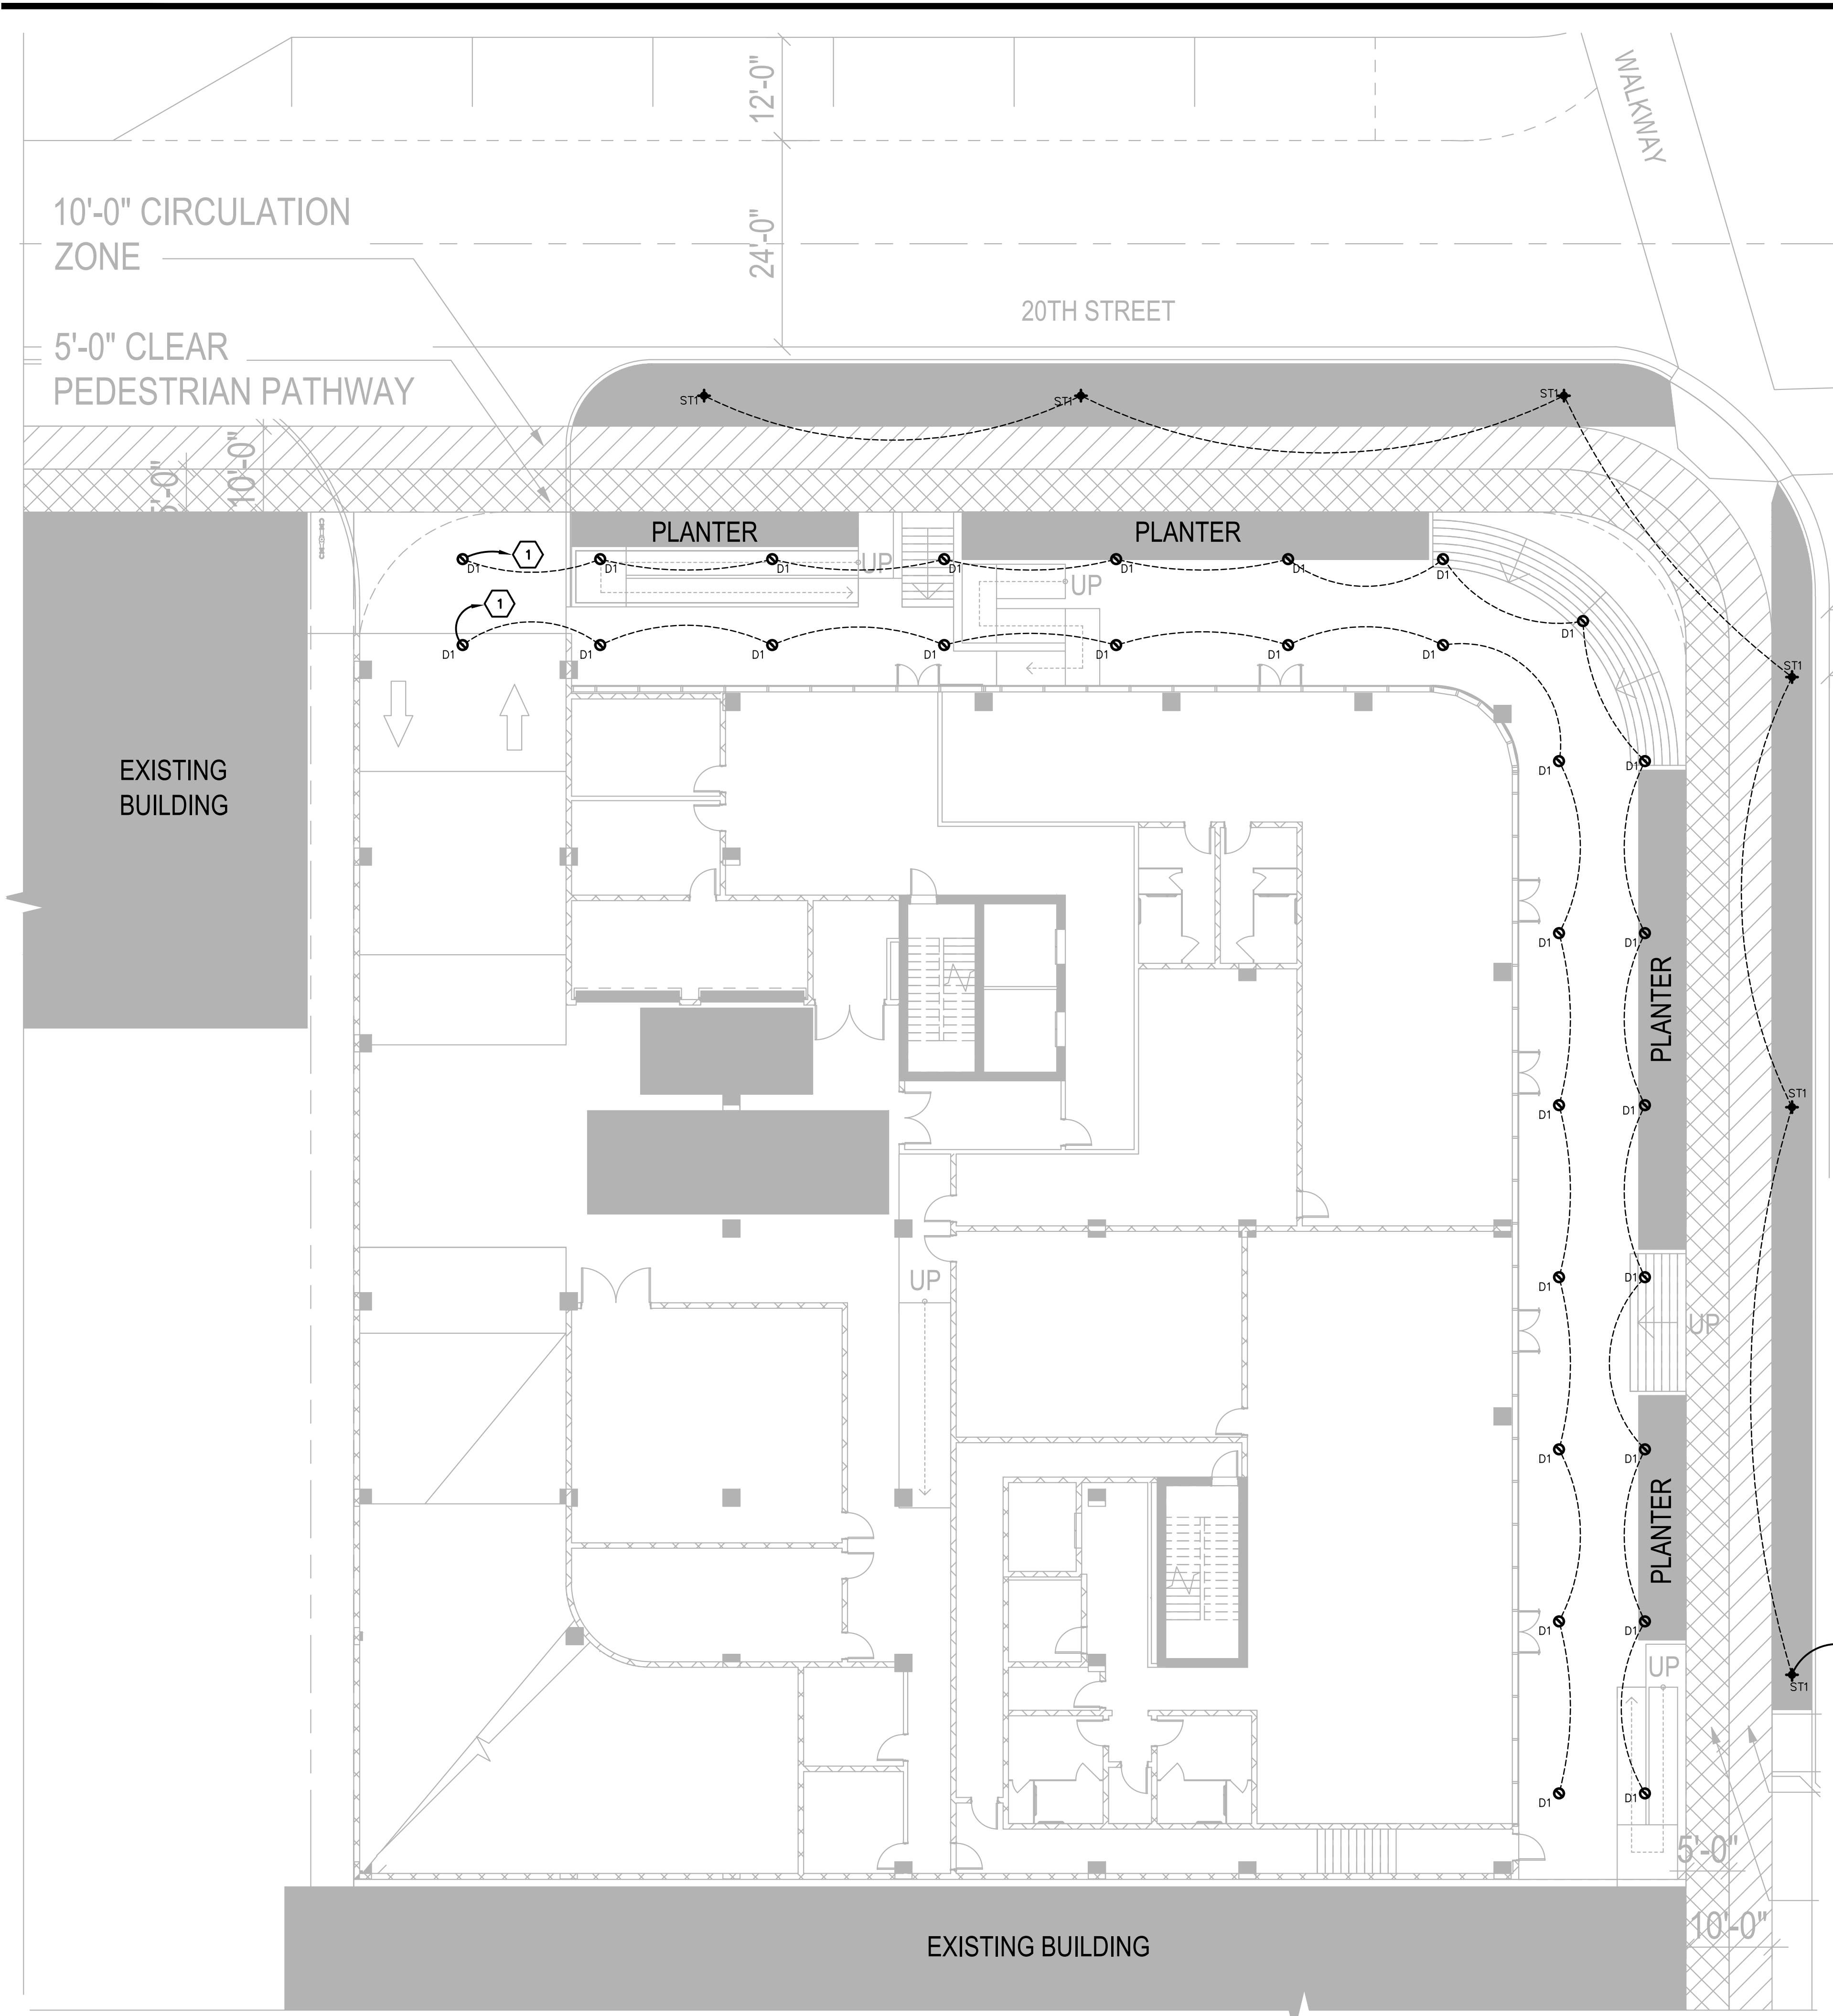 12'-0"
WALKWAY
10'-0" CIRCULATION
ZONE
24'-0"
20TH STREET
5'-0" CLEAR
PEDESTRIAN PATHWAY
ST1
ST1
ST1
5'-0"
10'-0"
PLANTER
PLANTER
1
UP
D1
D1
D1
D1
D1
D1
D1
UP
1
D1
D1
D1
D1
D1
D1
D1
D1
ST1
EXISTING
BUILDING
D1
D1
D1
D1
PLANTER
ST1
D1
D1
UP
D1
D1
UP
D1
D1
PLANTER
D1
D1
UP
ST1
D1
D1
5'-0"
10'-0"
EXISTING BUILDING